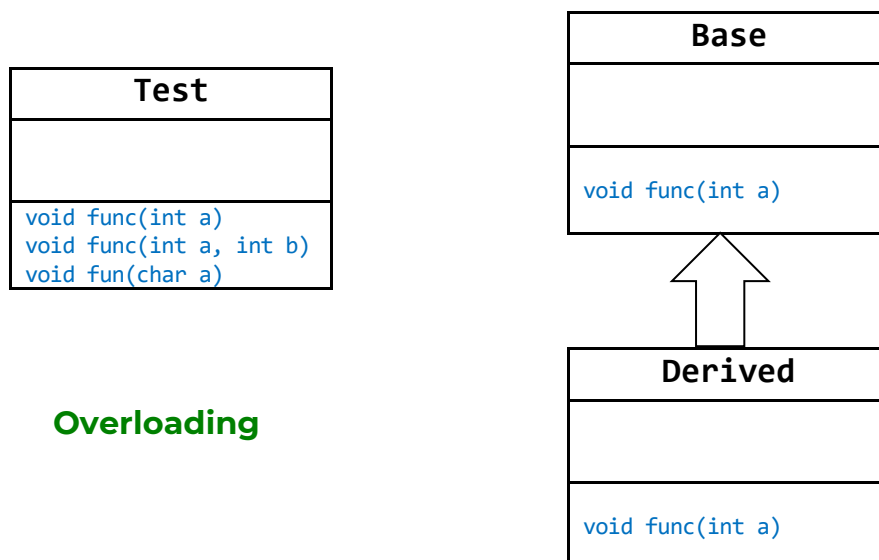 Test
void func(int a)
void func(int a, int b)
void fun(char a)
Overloading
Base
void func(int a)
Derived
void func(int a)